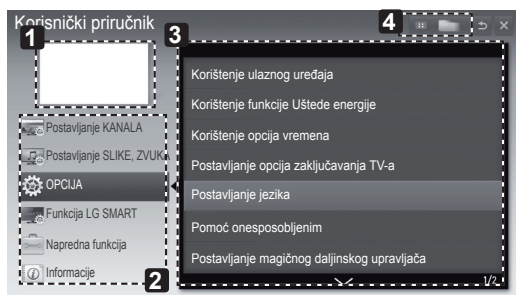 Korisnički priručnik
4
1
3
Postavljanje KANALA
Postavljanje SLIKE, ZVUKA
OPCIJA
Funkcija LG SMART
Napredna funkcija
Informacije
2
Korištenje ulaznog uređaja
Korištenje funkcije Uštede energije
Korištenje opcija vremena
Postavljanje opcija zaključavanja TV-a
Postavljanje jezika
Pomoć onesposobljenim
Postavljanje magičnog daljinskog upravljača
1/2